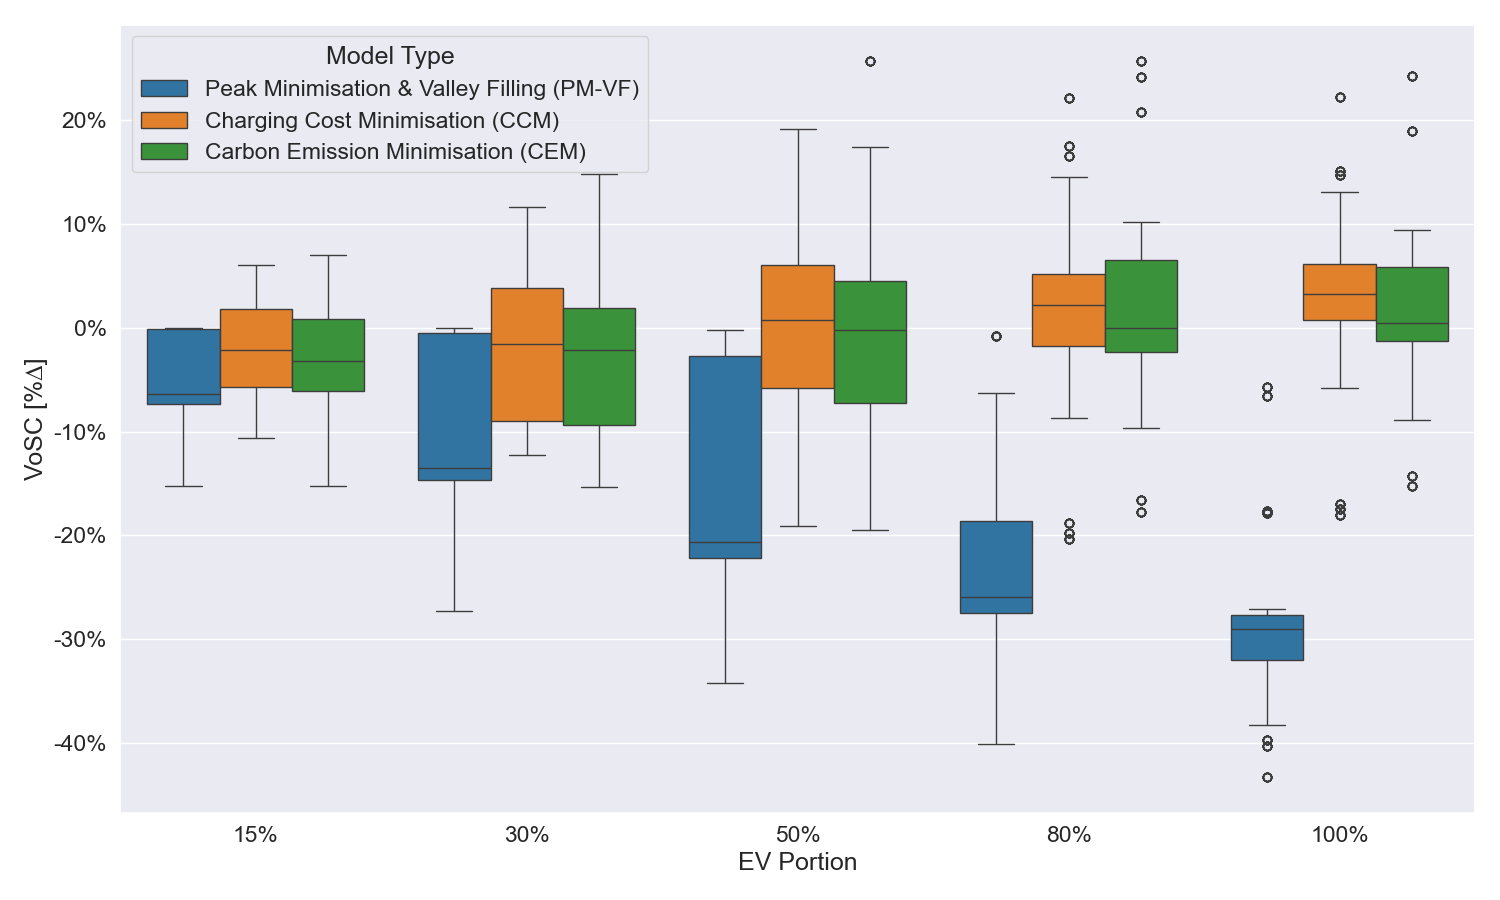 Model Type
Peak Minimisation & Valley Filling (PM-VF)
Charging Cost Minimisation (CCM)
Carbon Emission Minimisation (CEM)
20%
10%
0%
-10%
-20%
-30%
-40%
VoSC [%Δ]
15% 30% 50% 80% 100%
EV Portion